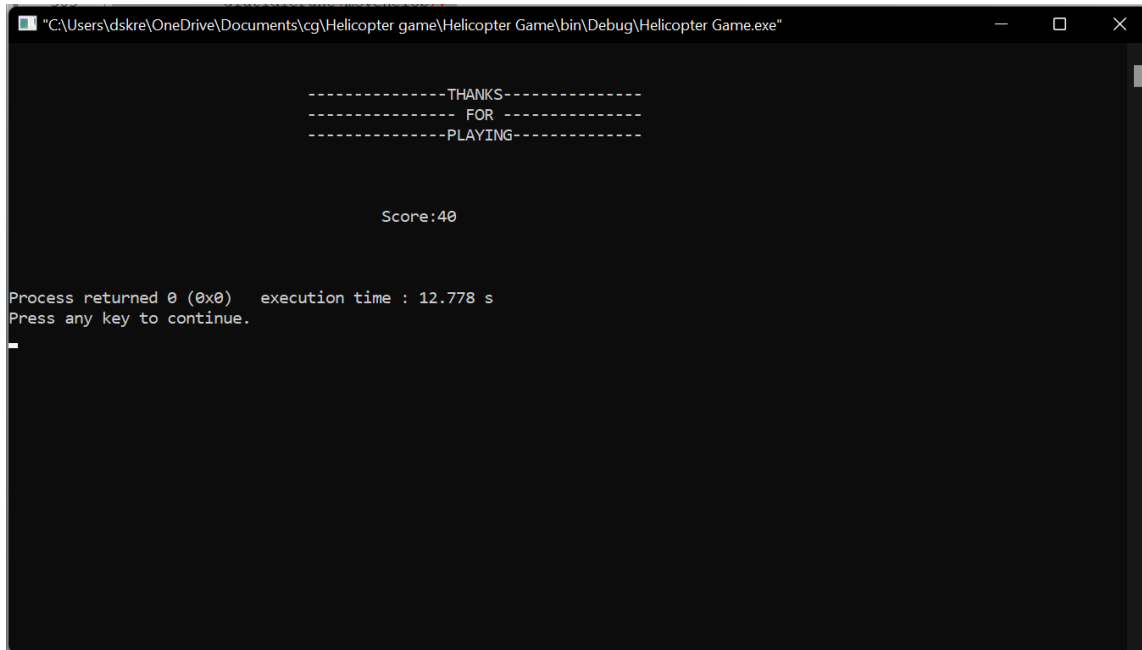 "C:\Users\dskre\OneDrive\Documents\cg\Helicopter game\Helicopter Game\bin\Debug\Helicopter Game.exe"
---------------THANKS---------------
---------------- FOR ---------------
---------------PLAYING--------------
Score:40
Process returned 0 (0x0)   execution time : 12.778 s
Press any key to continue.